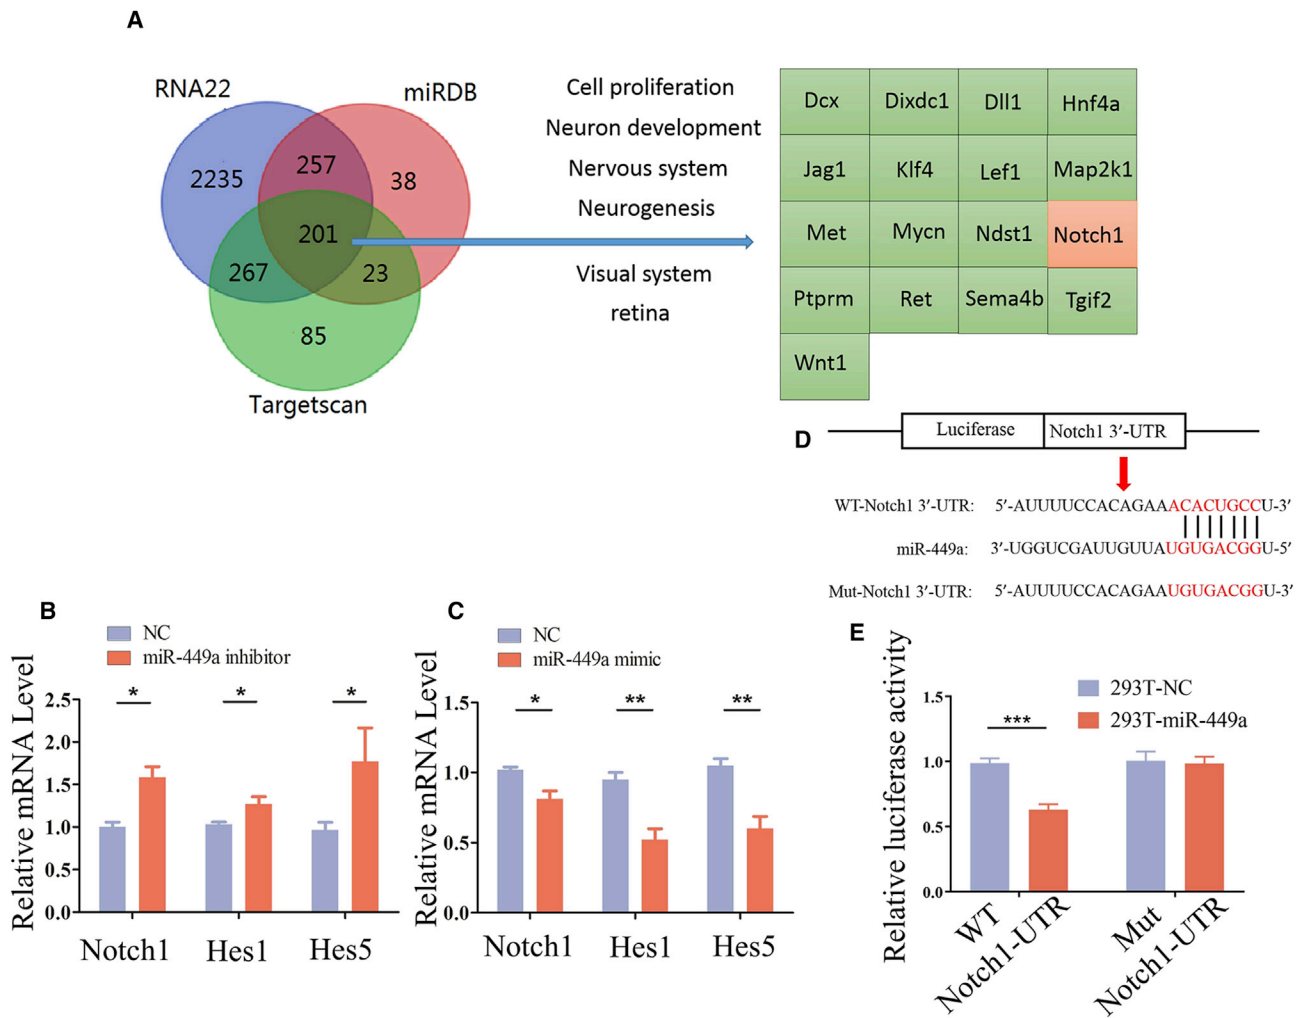 A
RNA22
miRDB
2235
257
38
201
267
23
85
Targetscan
Cell proliferation
Neuron development
Nervous system
Neurogenesis
Visual system
retina
Dcx Dixdc1 Dll1 Hnf4a
Jag1 Klf4 Lef1 Map2k1
Met Mycn Ndst1 Notch1
Ptprm Ret Sema4b Tgif2
Wnt1
D
Luciferase Notch1 3′-UTR
WT-Notch1 3′-UTR: 5′-AUUUUCCACAGAAACACUGCCU-3′
miR-449a: 3′-UGGUCGAUUGUUAUGUGACGGU-5′
Mut-Notch1 3′-UTR: 5′-AUUUUCCACAGAAUGUGACGGU-3′
B
NC
miR-449a inhibitor
Relative mRNA Level
2.5
2.0
1.5
1.0
0.5
0.0
* * *
Notch1 Hes1 Hes5
C
NC
miR-449a mimic
Relative mRNA Level
1.5
1.0
0.5
0.0
* ** **
Notch1 Hes1 Hes5
E
293T-NC
293T-miR-449a
Relative luciferase activity
1.5
1.0
0.5
0.0
***
WT
Notch1-UTR
Mut
Notch1-UTR